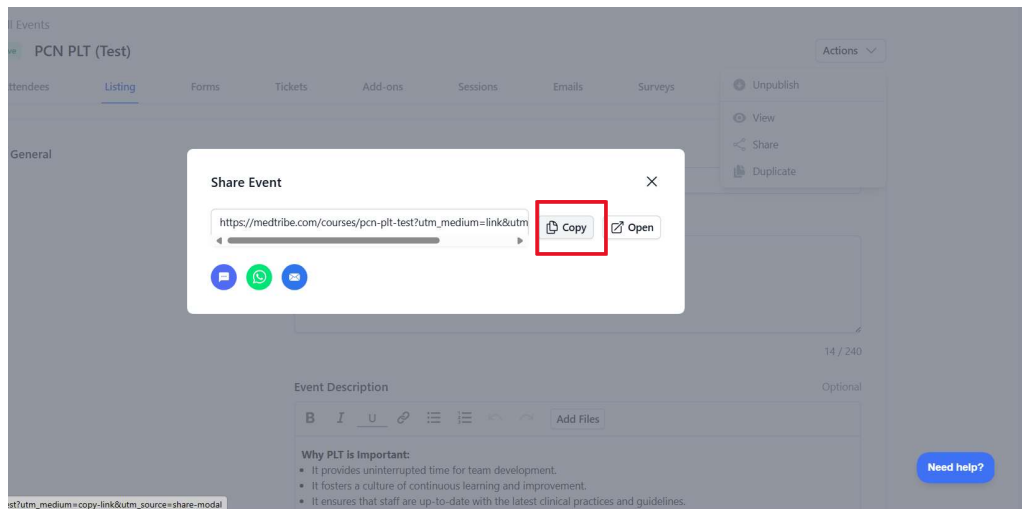 ll Events
PCN PLT (Test)
Actions
ttendees Listing Forms Tickets Add-ons Sessions Emails Surveys
Unpublish
View
General
Share
Duplicate
Share Event
https://medtribe.com/courses/pcn-plt-test?utm_medium=link&utm
Copy
Open
14 / 240
Event Description
Optional
B I U
Add Files
Why PLT is Important:
• It provides uninterrupted time for team development.
• It fosters a culture of continuous learning and improvement.
• It ensures that staff are up-to-date with the latest clinical practices and guidelines.
Need help?
est?utm_medium=copy-link&utm_source=share-modal